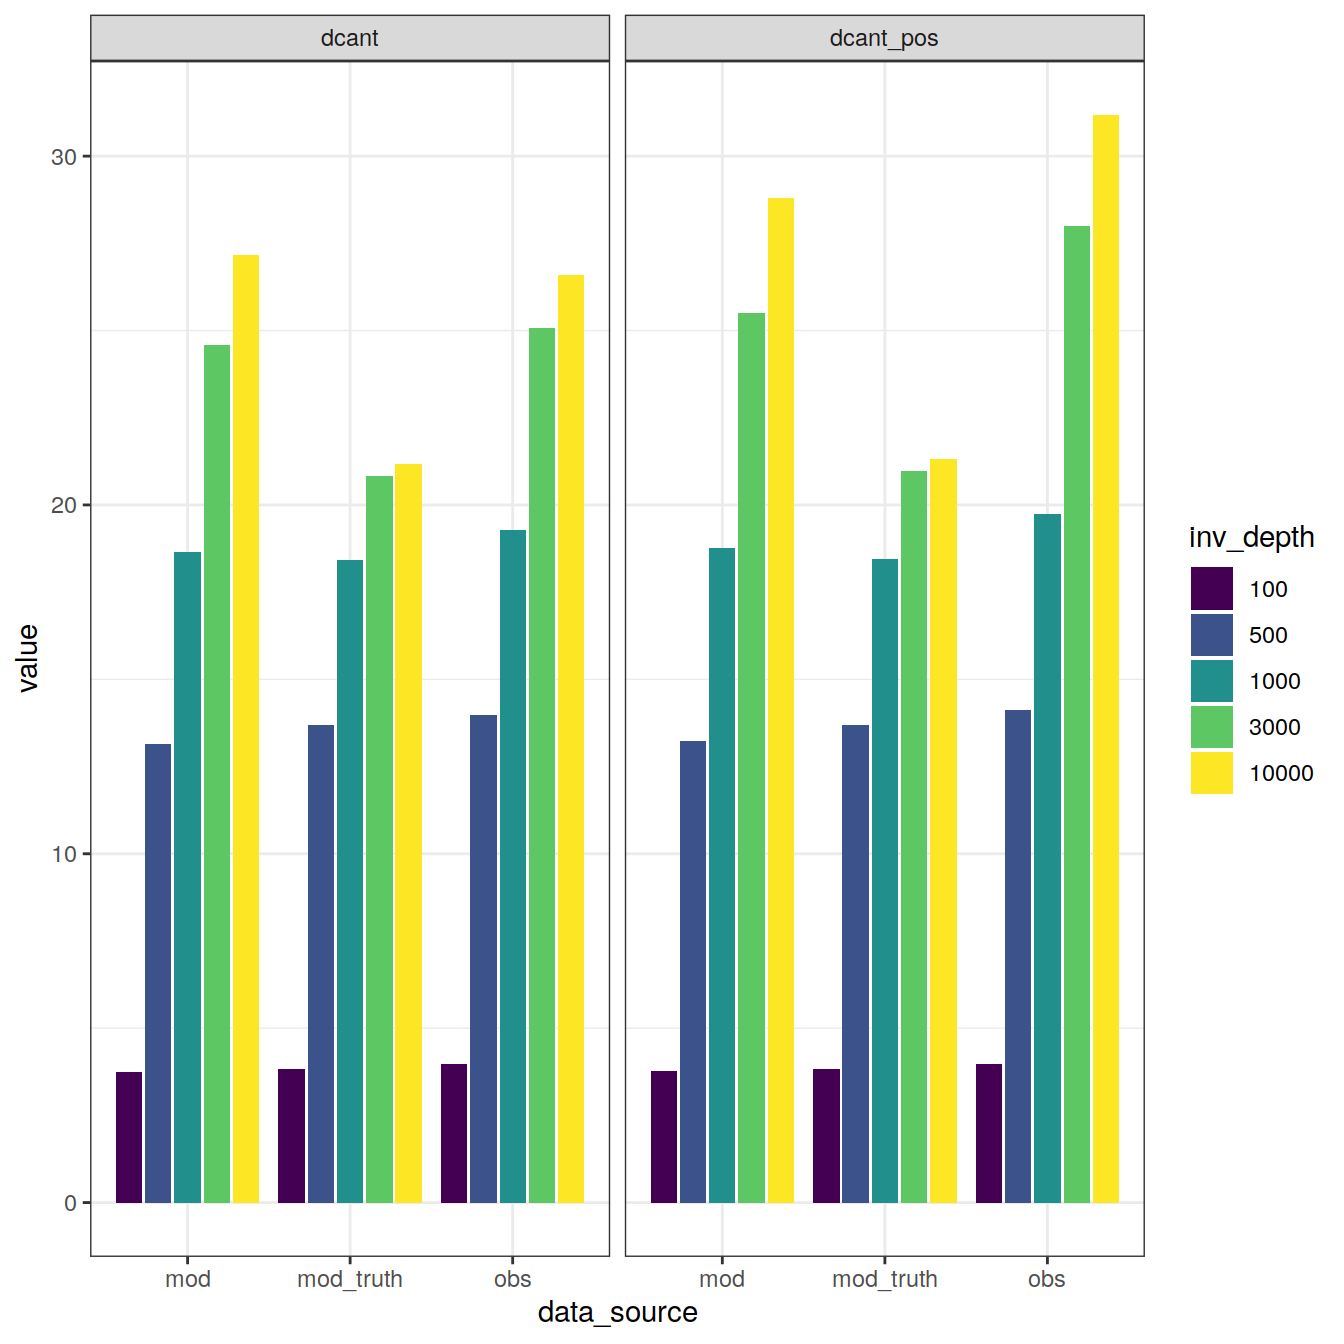 dcant
dcant_pos
30
20
10
0
value
mod
mod_truth
obs
mod
mod_truth
obs
data_source
inv_depth
100
500
1000
3000
10000